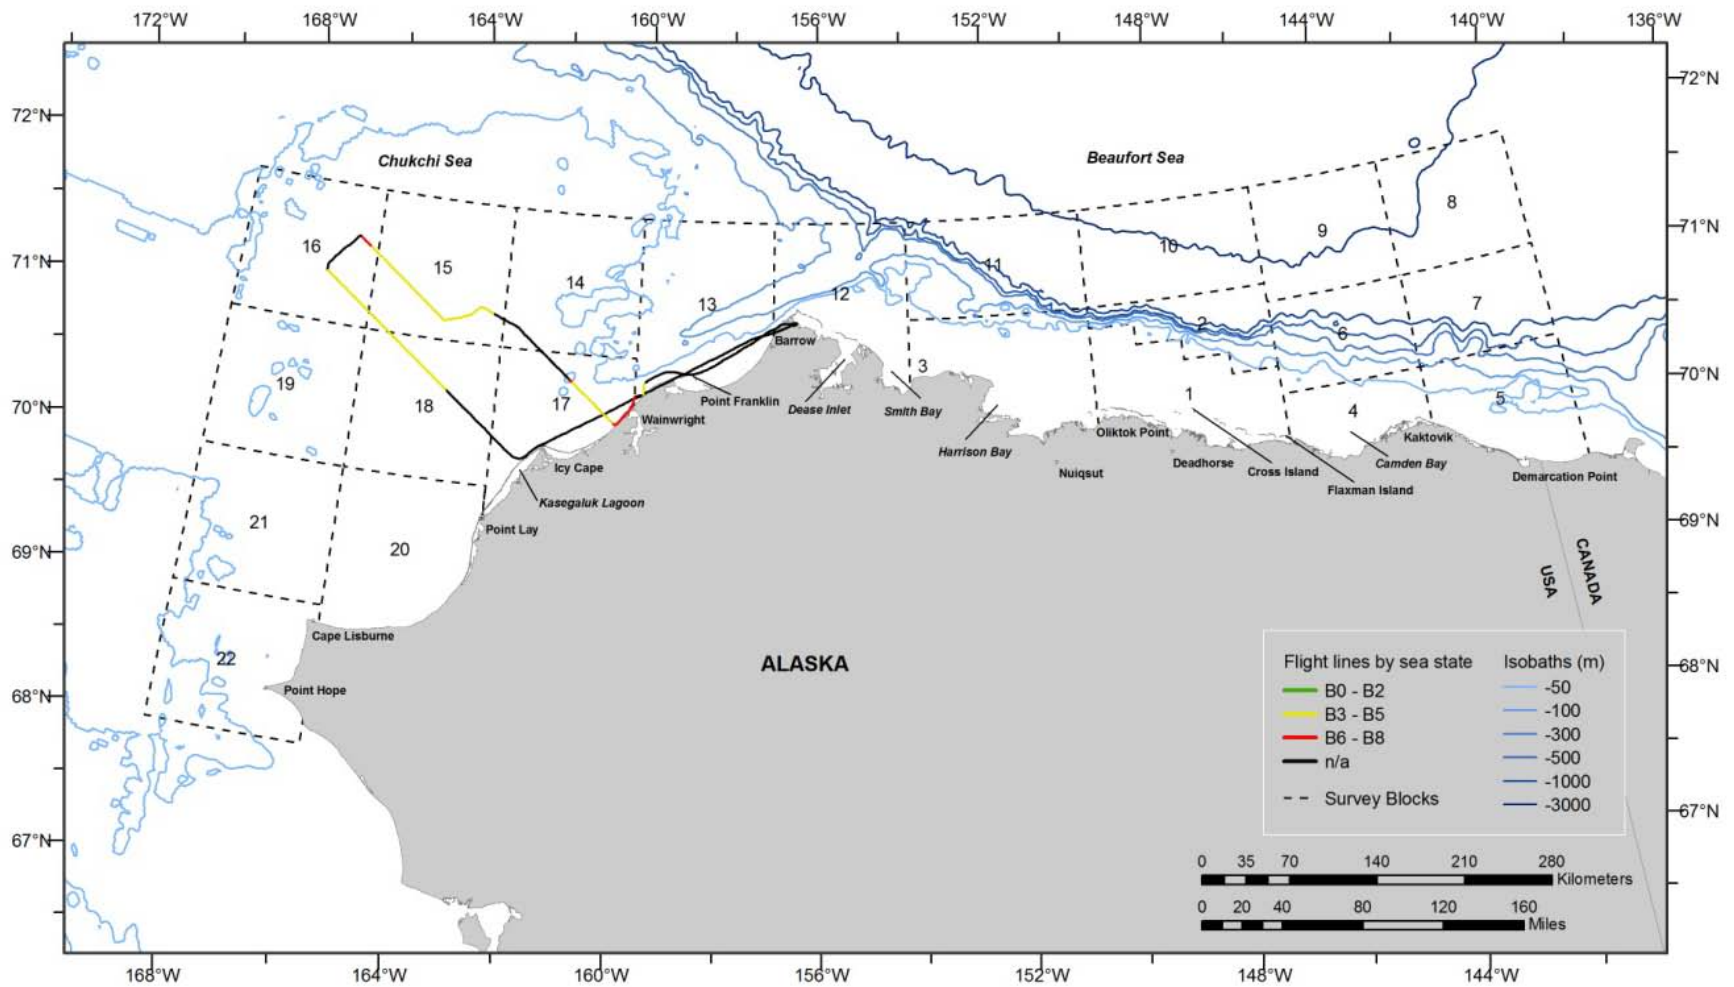 172°W 168°W 164°W 160°W 156°W 152°W 148°W 144°W 140°W 136°W
72°N
72°N
Chukchi Sea
Beaufort Sea
8
9
71°N
16
10
71°N
15
11
14
12
13
7
2
6
Barrow
3
70°N
19
1
5
70°N
18
17
Point Franklin
Dease Inlet
Smith Bay
4
Wainwright
Oliktok Point
Kaktovik
Harrison Bay
Icy Cape
Nuiqsut
Deadhorse
Cross Island
Camden Bay
Demarcation Point
Flaxman Island
Kasegaluk Lagoon
21
69°N
Point Lay
69°N
20
CANADA
USA
Cape Lisburne
22
ALASKA
68°N
Point Hope
68°N
Flight lines by sea state
B0 - B2
B3 - B5
B6 - B8
n/a
Survey Blocks
Isobaths (m)
-50
-100
-300
-500
-1000
-3000
67°N
67°N
0 35 70 140 210 280
Kilometers
0 20 40 80 120 160
Miles
168°W 164°W 160°W 156°W 152°W 148°W 144°W